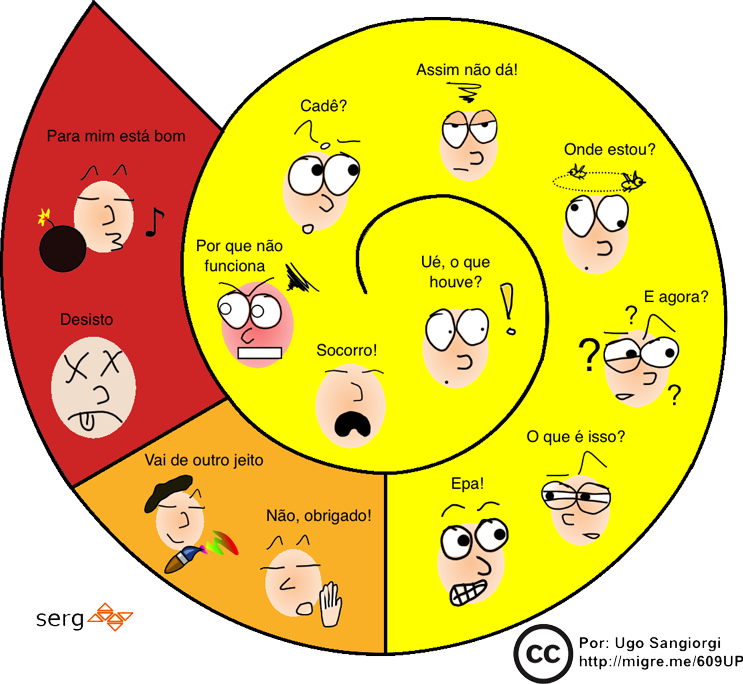 Assim não dá!
Cadê?
Para mim está bom
Onde estou?
Por que não
funciona
Ué, o que
houve?
E agora?
?
?
?
!
Desisto
Socorro!
O que é isso?
Vai de outro jeito
Epa!
Não, obrigado!
serg
cc
Por: Ugo Sangiorgi
http://migre.me/609UP